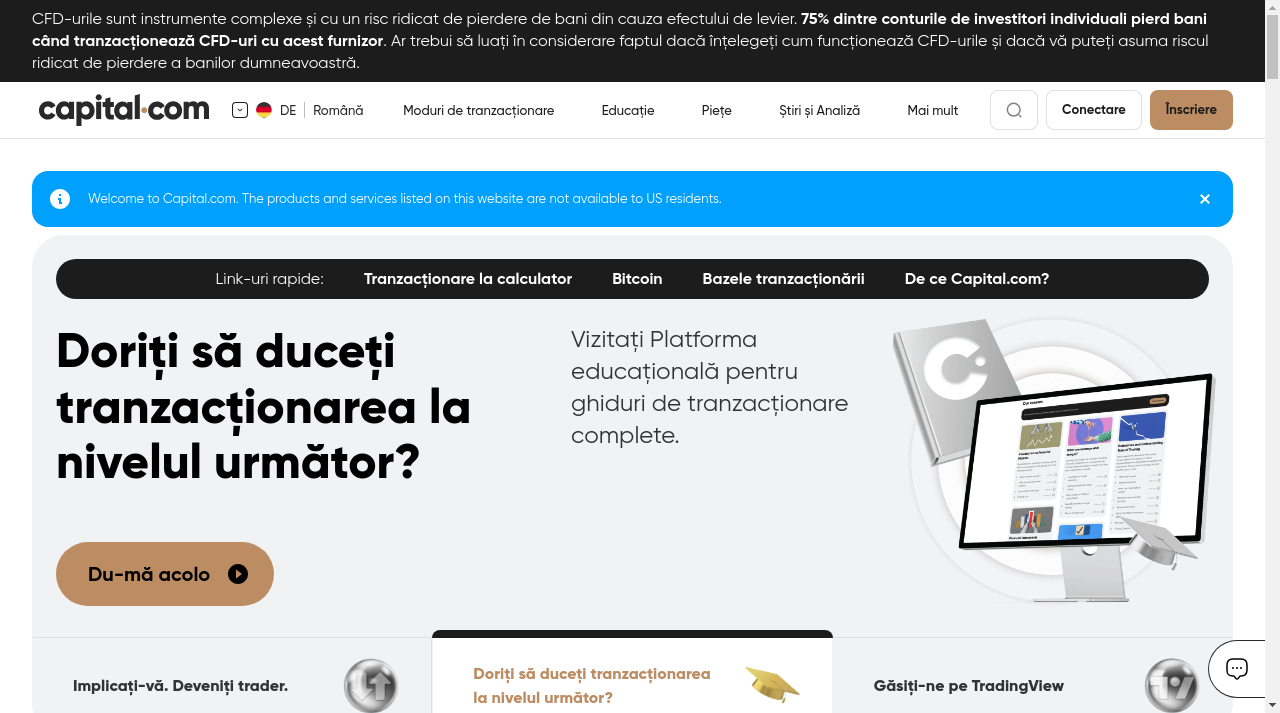 CFD-urile sunt instrumente complexe și cu un risc ridicat de pierdere de bani din cauza efectului de levier. 75% dintre conturile de investitori individuali pierd bani
când tranzacționează CFD-uri cu acest furnizor. Ar trebui să luați în considerare faptul dacă înțelegeți cum funcționează CFD-urile și dacă vă puteți asuma riscul
ridicat de pierdere a banilor dumneavoastră.
capital.com
DE
Română
Moduri de tranzacționare
Educație
Piețe
Știri și Analiză
Mai mult
Conectare
Înscriere
Welcome to Capital.com. The products and services listed on this website are not available to US residents.
Link-uri rapide:
Tranzacționare la calculator
Bitcoin
Bazele tranzacționării
De ce Capital.com?
Doriți să duceți
tranzacționarea la
nivelul următor?
Vizitați Platforma
educațională pentru
ghiduri de tranzacționare
complete.
Du-mă acolo
Implicați-vă. Deveniți trader.
Doriți să duceți tranzacționarea
la nivelul următor?
Găsiți-ne pe TradingView